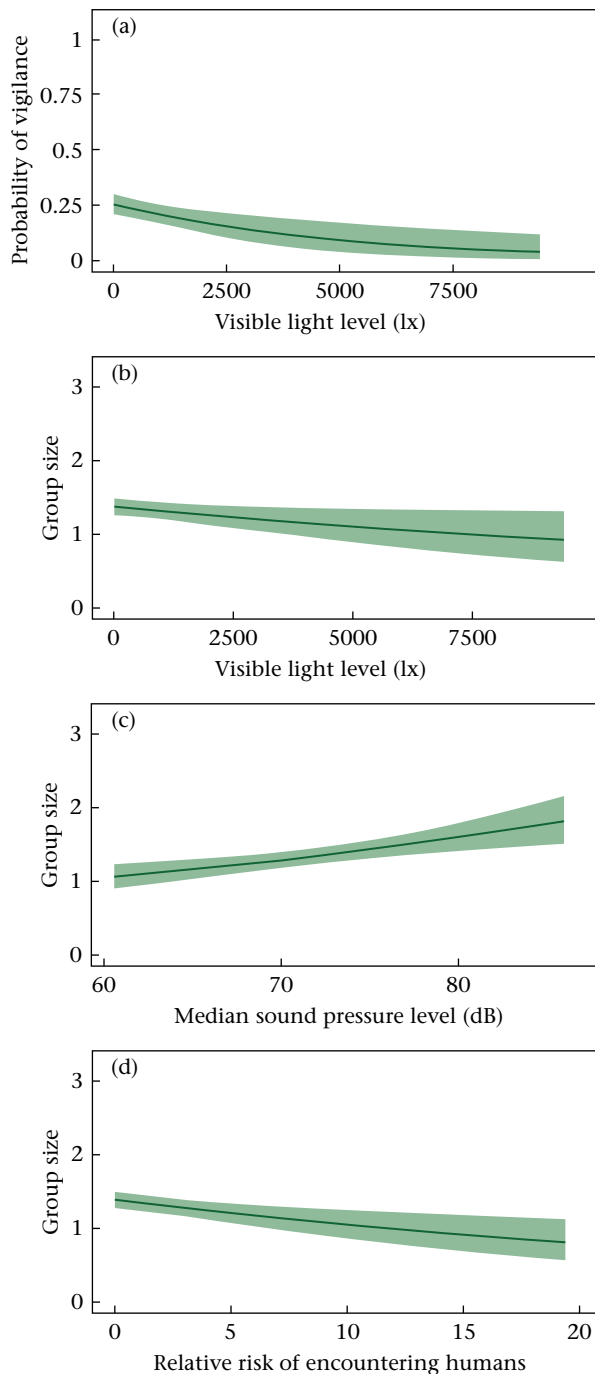 (a)
Probability of vigilance
1
0.75
0.5
0.25
0
0 2500 5000 7500
Visible light level (lx)
(b)
Group size
3
2
1
0
0 2500 5000 7500
Visible light level (lx)
(c)
Group size
3
2
1
0
60 70 80
Median sound pressure level (dB)
(d)
Group size
3
2
1
0
0 5 10 15 20
Relative risk of encountering humans